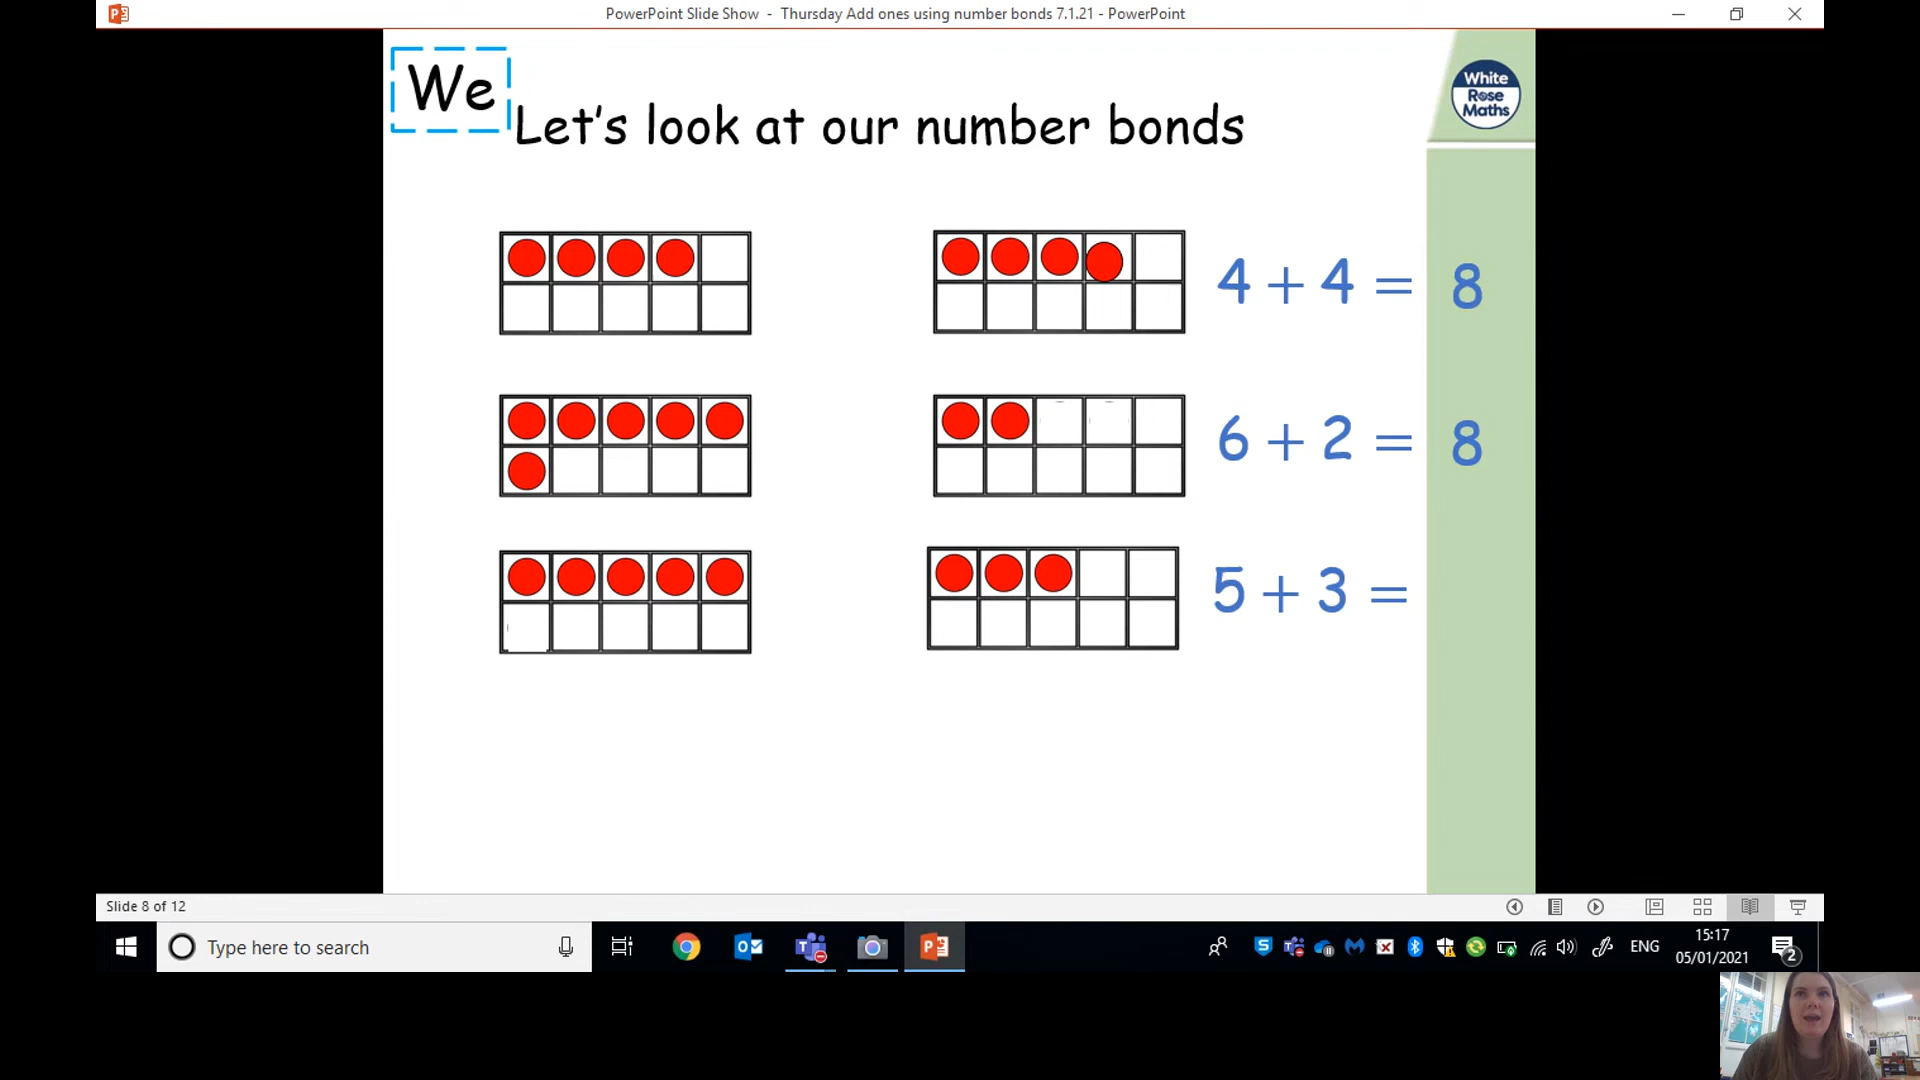 PowerPoint Slide Show - Thursday Add ones using number bonds 7.1.21 - PowerPoint
We
White
Rose
Maths
Let's look at our number bonds
4 + 4 = 8
6 + 2 = 8
5 + 3 =
Slide 8 of 12
Type here to search
ENG
15:17
05/01/2021
2